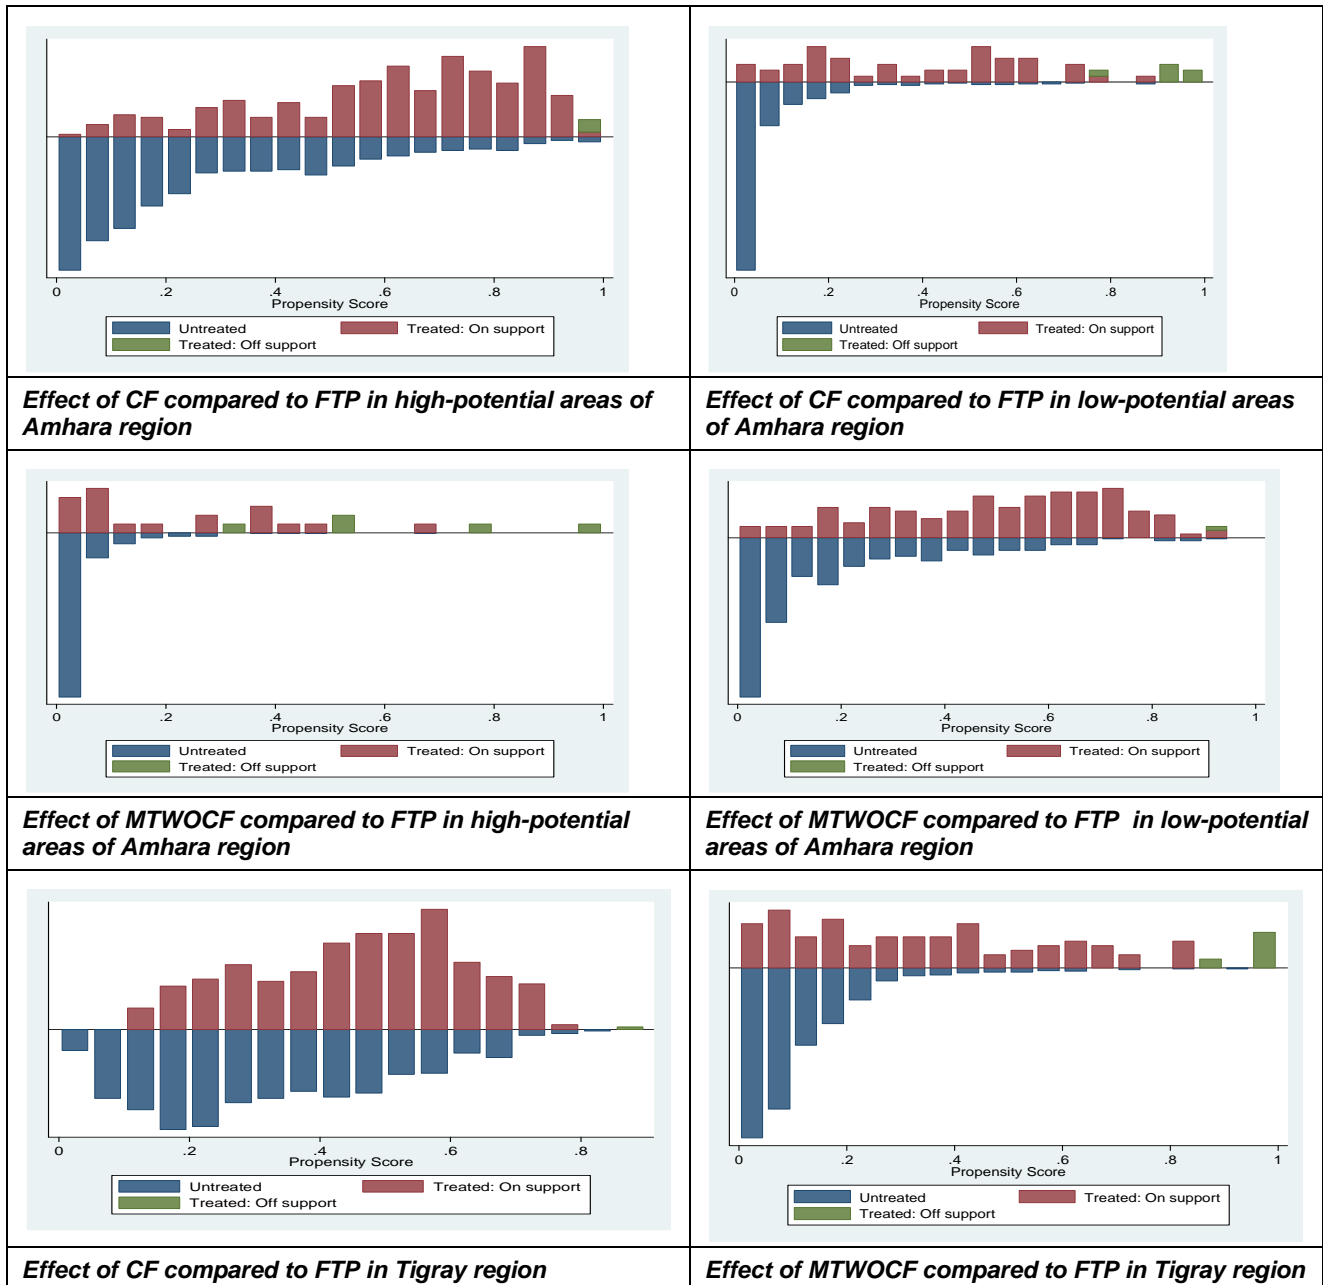 0 .2 .4 .6 .8 1
Propensity Score
Untreated Treated: On support
Treated: Off support
Effect of CF compared to FTP in high-potential areas of
Amhara region
0 .2 .4 .6 .8 1
Propensity Score
Untreated Treated: On support
Treated: Off support
Effect of CF compared to FTP in low-potential areas
of Amhara region
0 .2 .4 .6 .8 1
Propensity Score
Untreated Treated: On support
Treated: Off support
Effect of MTWOCF compared to FTP in high-potential
areas of Amhara region
0 .2 .4 .6 .8 1
Propensity Score
Untreated Treated: On support
Treated: Off support
Effect of MTWOCF compared to FTP in low-potential
areas of Amhara region
0 .2 .4 .6 .8
Propensity Score
Untreated Treated: On support
Treated: Off support
Effect of CF compared to FTP in Tigray region
0 .2 .4 .6 .8 1
Propensity Score
Untreated Treated: On support
Treated: Off support
Effect of MTWOCF compared to FTP in Tigray region